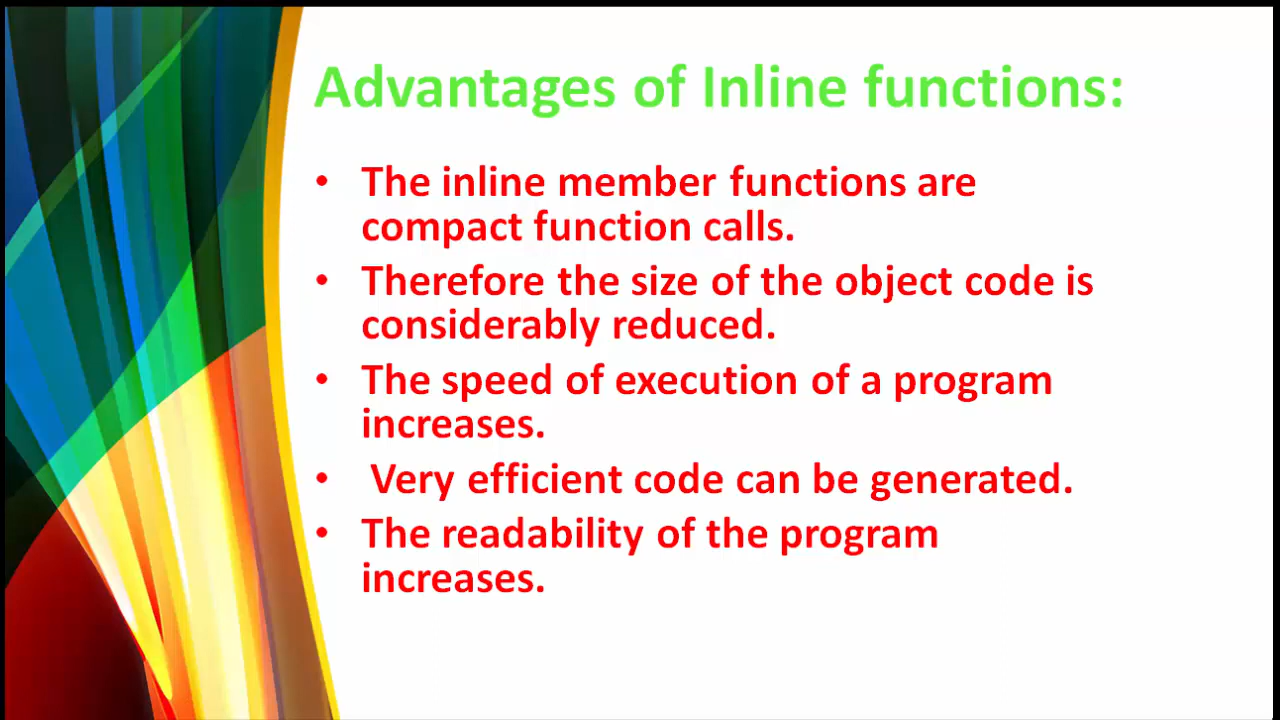 Advantages of Inline functions:
• The inline member functions are
compact function calls.
• Therefore the size of the object code is
considerably reduced.
• The speed of execution of a program
increases.
• Very efficient code can be generated.
• The readability of the program
increases.